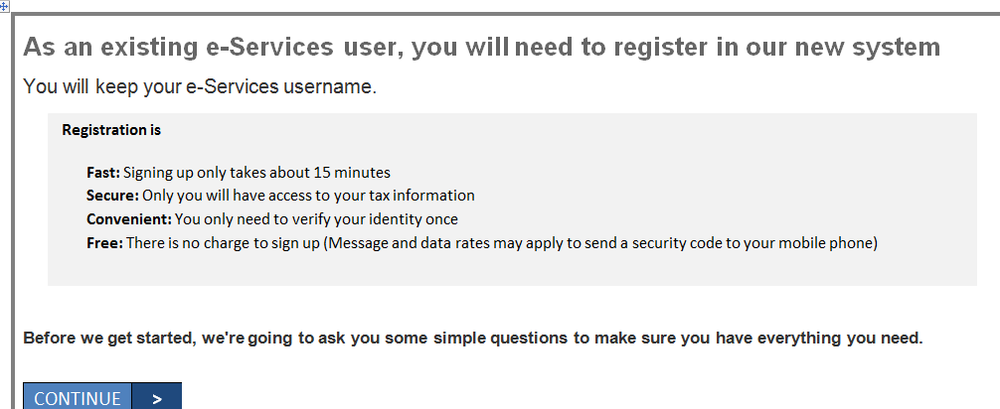 As an existing e-Services user, you will need to register in our new system
You will keep your e-Services username.
Registration is
Fast: Signing up only takes about 15 minutes
Secure: Only you will have access to your tax information
Convenient: You only need to verify your identity once
Free: There is no charge to sign up (Message and data rates may apply to send a security code to your mobile phone)
Before we get started, we're going to ask you some simple questions to make sure you have everything you need.
CONTINUE >